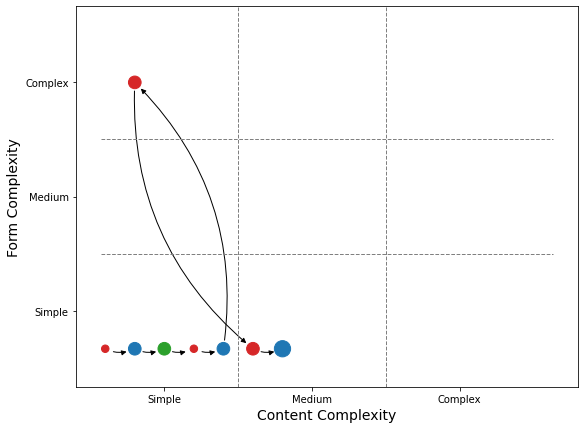 Form Complexity
Complex
Medium
Simple
Simple
Medium
Complex
Content Complexity